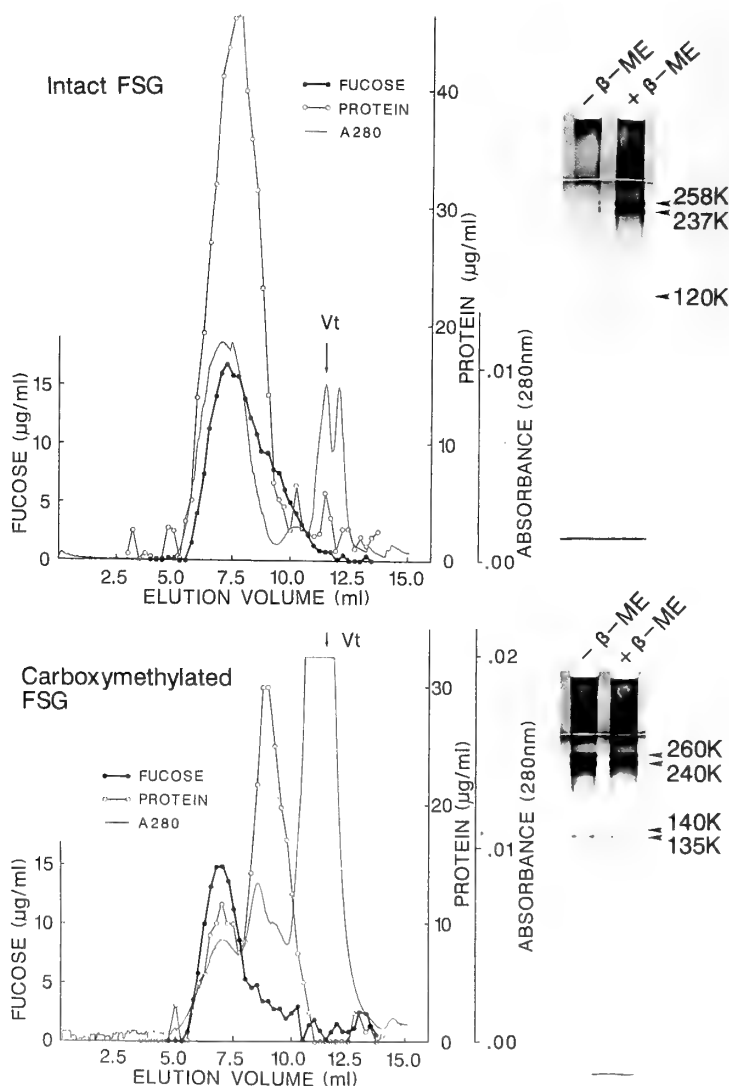 Intact FSG
FUCOSE
PROTEIN
A280
40
30
20
10
0
PROTEIN (µg/ml)
Vt
.01
.00
ABSORBANCE (280nm)
15
10
5
0
FUCOSE (µg/ml)
2.5 5.0 7.5 10.0 12.5 15.0
ELUTION VOLUME (ml)
- β-ME
+ β-ME
258K
237K
120K
Carboxymethylated
FSG
FUCOSE
PROTEIN
A280
Vt
30
20
10
0
PROTEIN (µg/ml)
.02
.01
.00
ABSORBANCE (280nm)
15
10
5
0
FUCOSE (µg/ml)
2.5 5.0 7.5 10.0 12.5 15.0
ELUTION VOLUME (ml)
- β-ME
+ β-ME
260K
240K
140K
135K